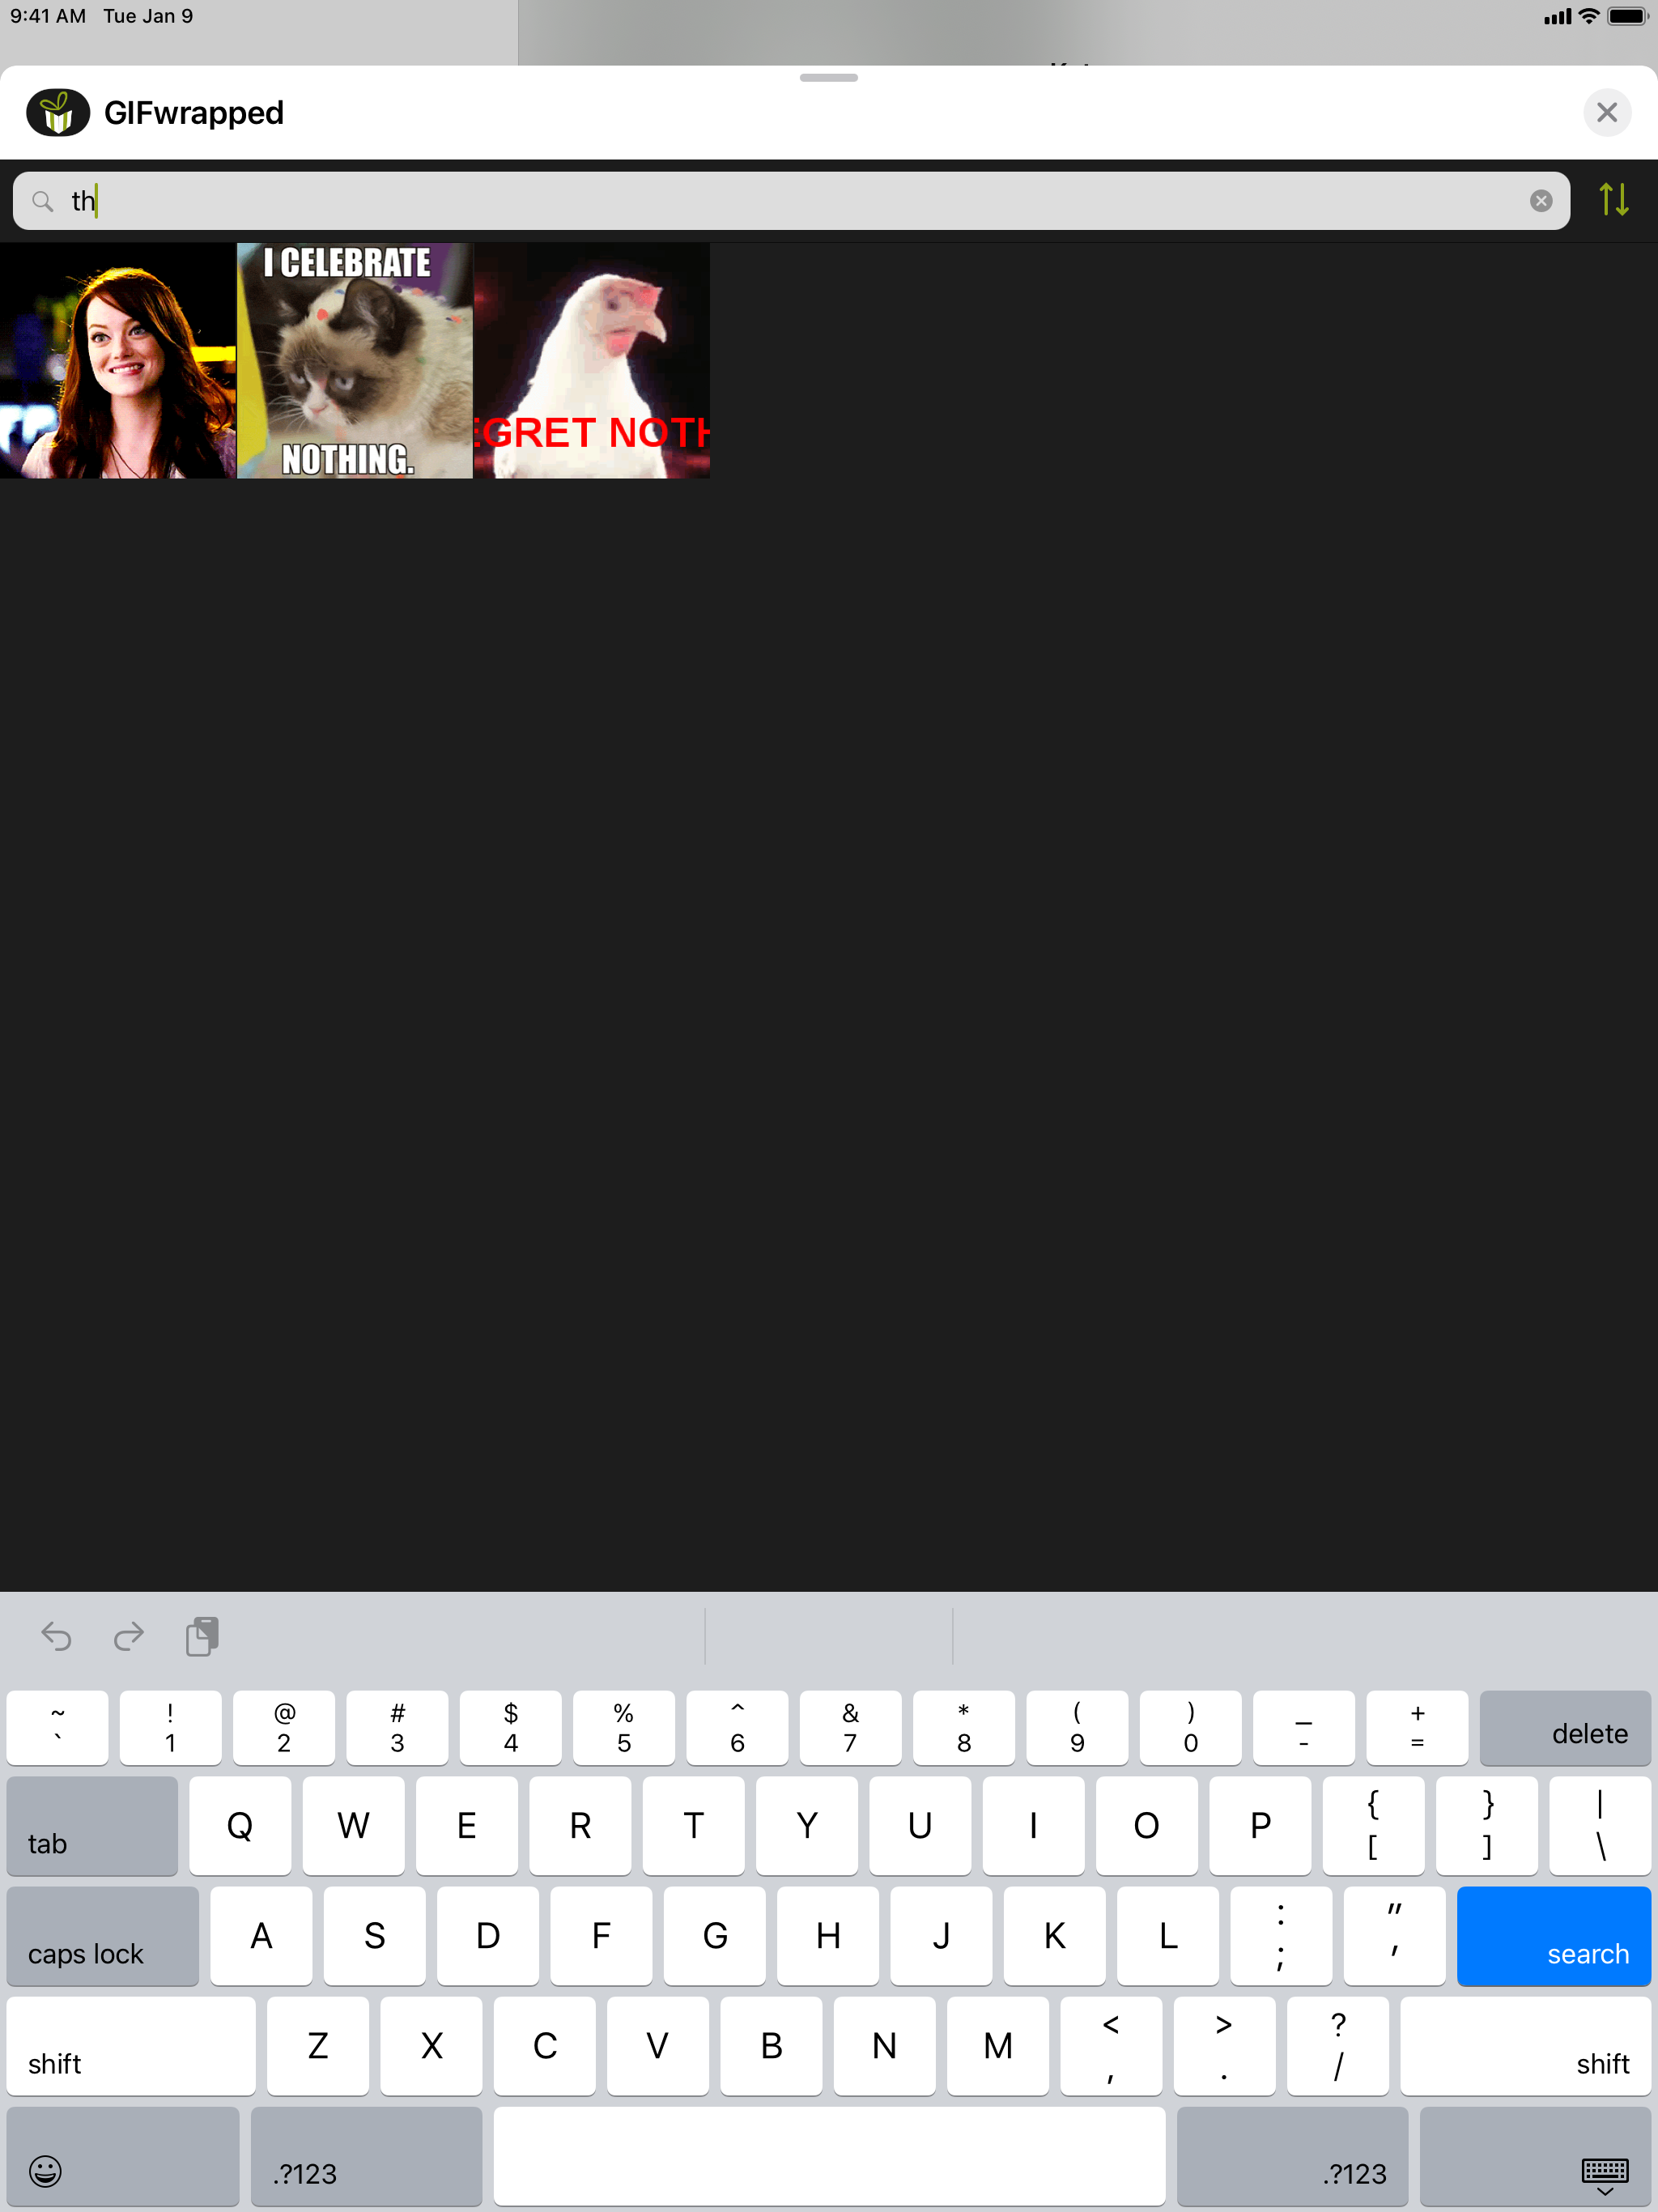 9:41 AM Tue Jan 9
GIFwrapped
th
I CELEBRATE
NOTHING.
EGRET NOTH
~ ! @ # $ % ^ & * ( ) _ +
` 1 2 3 4 5 6 7 8 9 0 - = delete
tab Q W E R T Y U I O P { [ } ] | \
caps lock A S D F G H J K L : ; " ' search
shift Z X C V B N M < , > . ? / shift
.?123 .?123